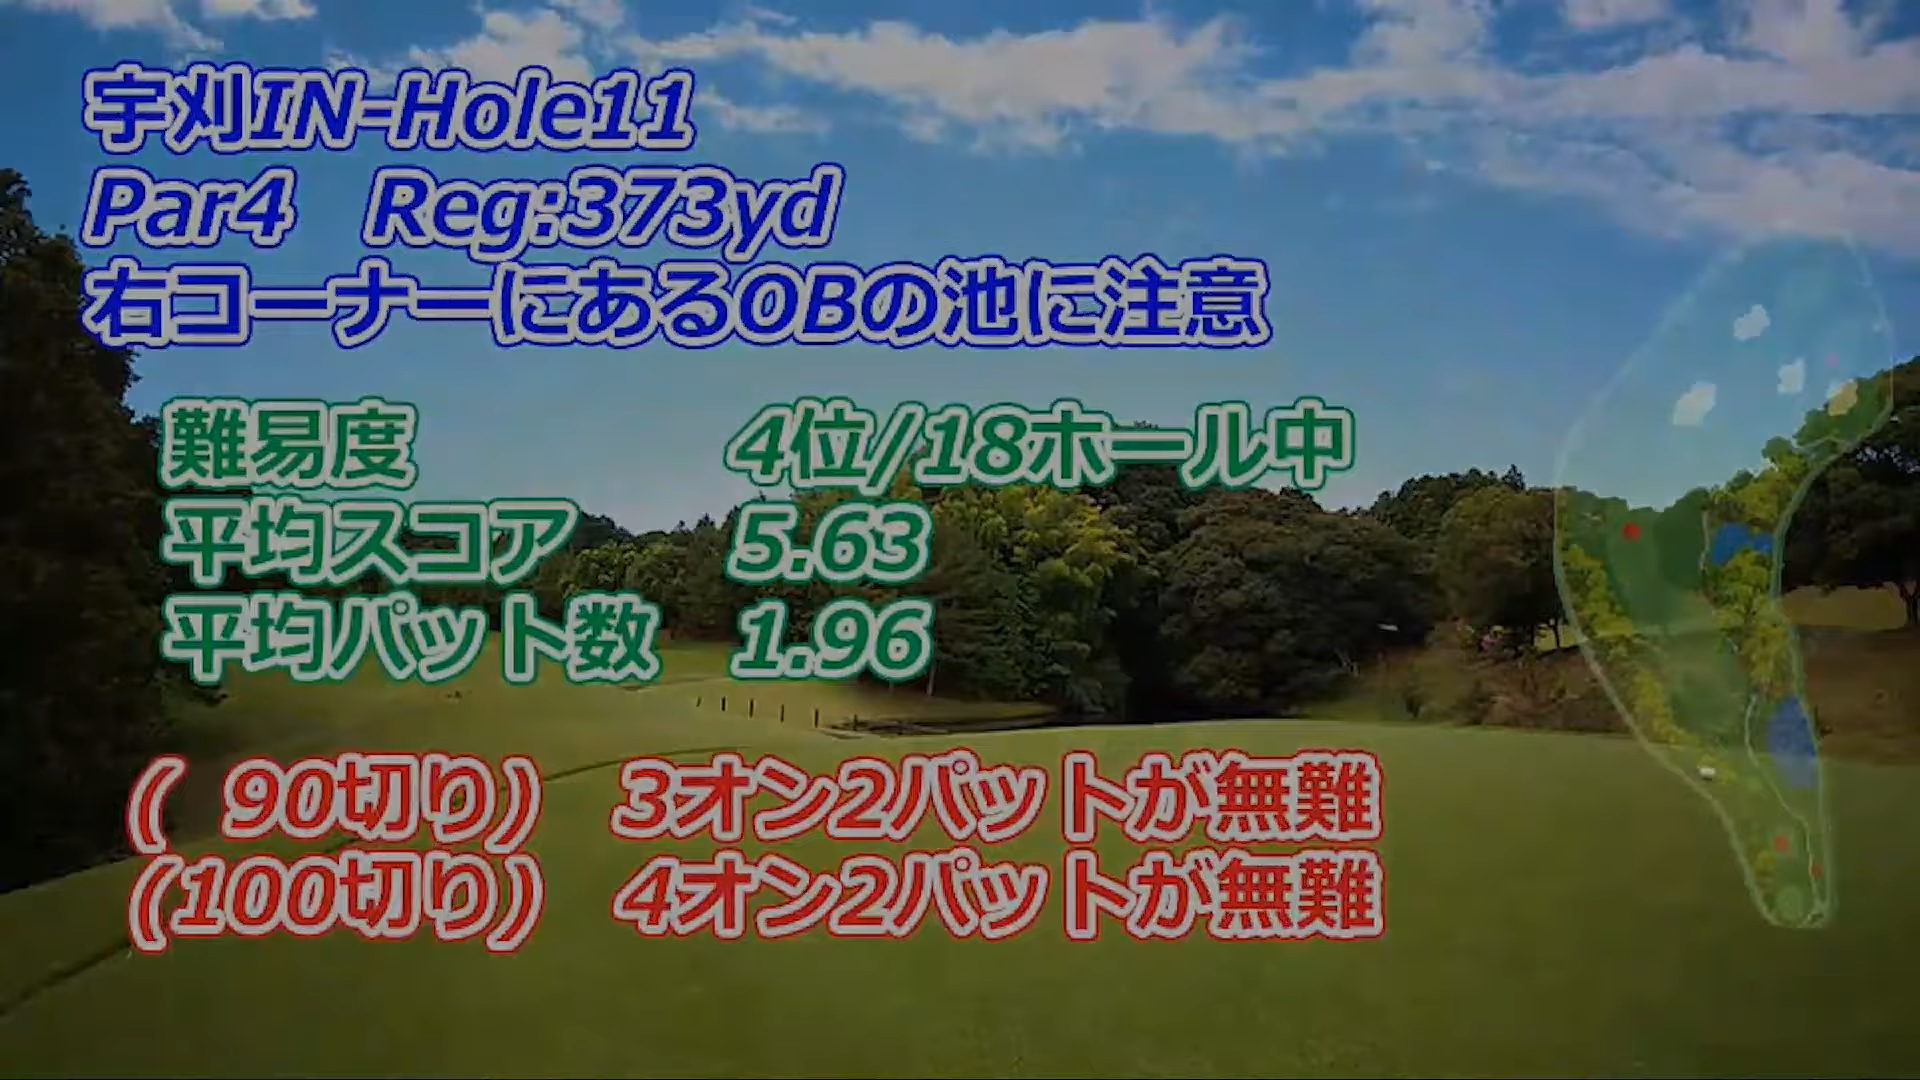 宇刈IN-Hole11
Par4 Reg:373yd
右コーナーにあるOBの池に注意
難易度 4位/18ホール中
平均スコア 5.63
平均パット数 1.96
( 90切り) 3オン2パットが無難
(100切り) 4オン2パットが無難